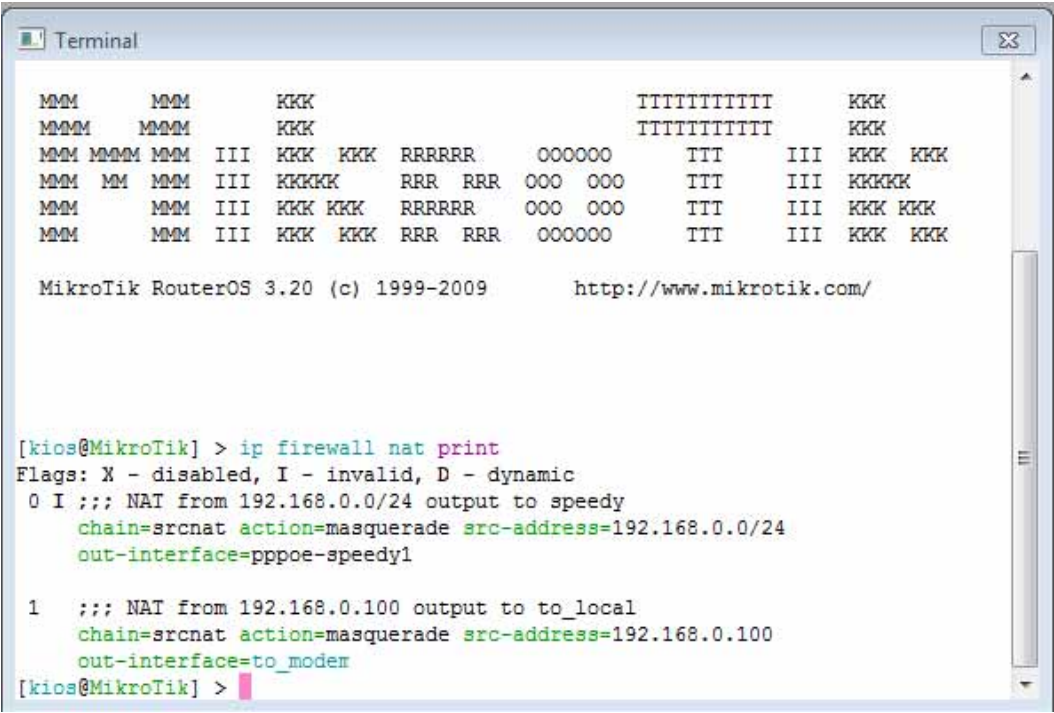 Terminal
MMM      MMM       KKK                          TTTTTTTTTTT      KKK
MMMM    MMMM       KKK                          TTTTTTTTTTT      KKK
MMM MMMM MMM  III  KKK  KKK  RRRRRR     OOOOOO      TTT     III  KKK  KKK
MMM  MM  MMM  III  KKKKK     RRR  RRR  OOO  OOO     TTT     III  KKKKK
MMM      MMM  III  KKK KKK   RRRRRR    OOO  OOO     TTT     III  KKK KKK
MMM      MMM  III  KKK  KKK  RRR  RRR   OOOOOO      TTT     III  KKK  KKK
MikroTik RouterOS 3.20 (c) 1999-2009       http://www.mikrotik.com/
[kios@MikroTik] > ip firewall nat print
Flags: X - disabled, I - invalid, D - dynamic
0 I ;;; NAT from 192.168.0.0/24 output to speedy
chain=srcnat action=masquerade src-address=192.168.0.0/24
out-interface=pppoe-speedy1
1   ;;; NAT from 192.168.0.100 output to to_local
chain=srcnat action=masquerade src-address=192.168.0.100
out-interface=to_modem
[kios@MikroTik] >